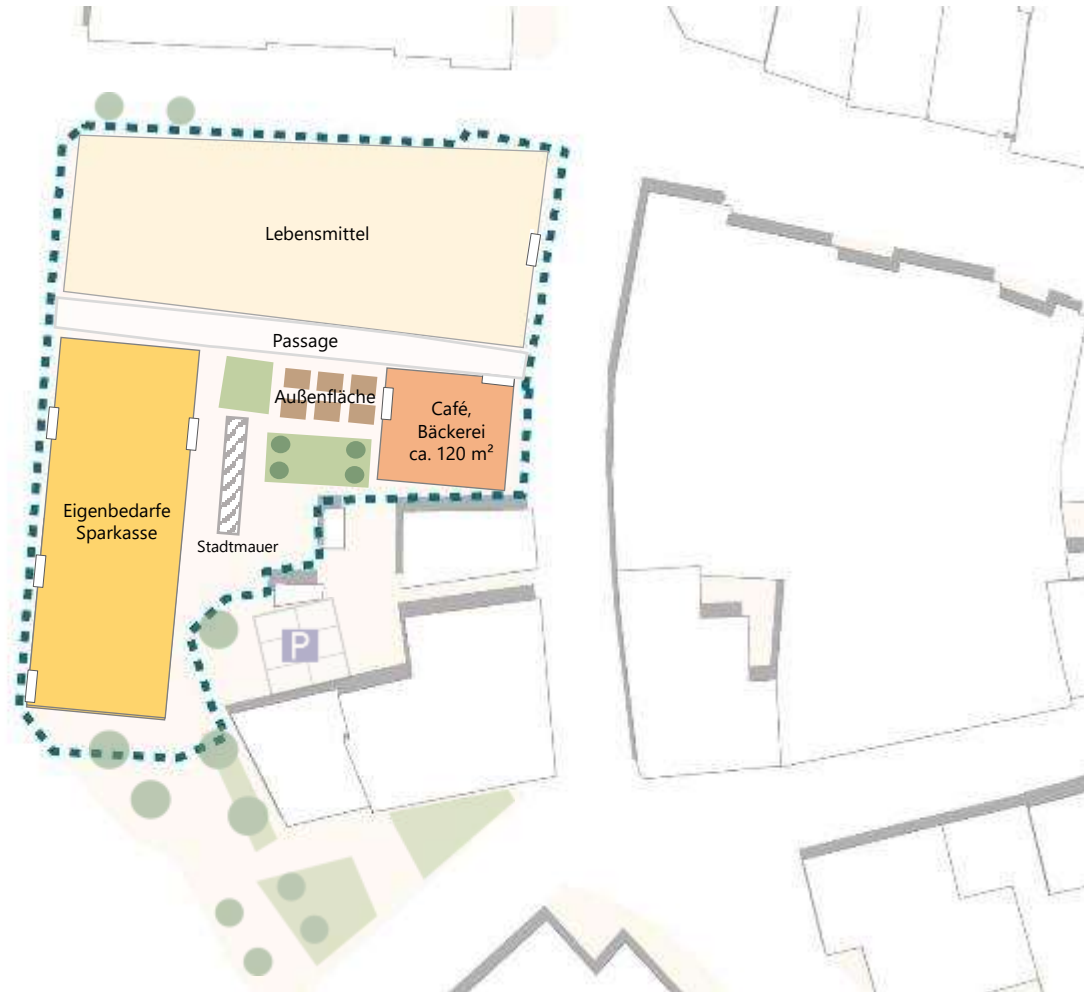 Lebensmittel
Passage
Außenfläche
Café,
Bäckerei
ca. 120 m²
Eigenbedarfe
Sparkasse
Stadtmauer
P